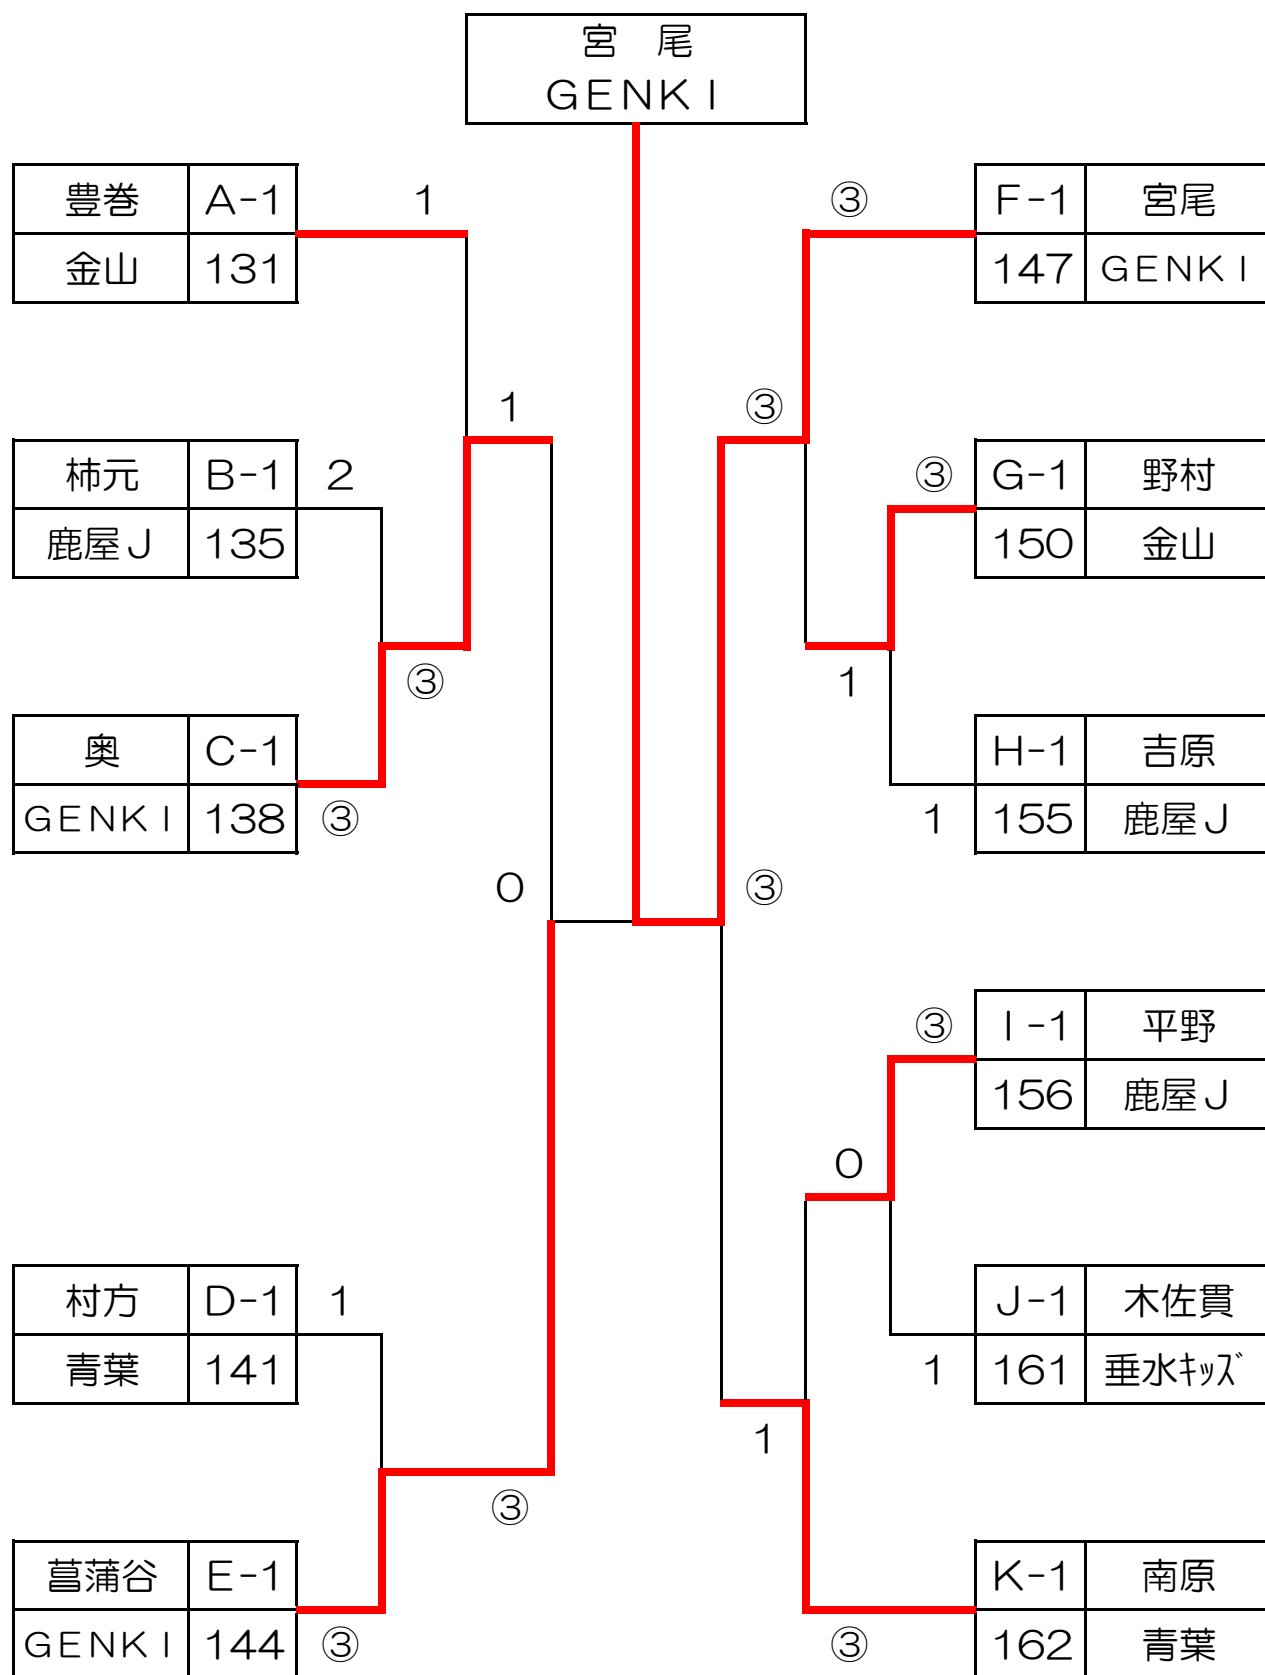 宮　尾
GENKI
豊巻 A-1 1 ③ F-1 宮尾
金山 131 147 GENKI
1 ③
柿元 B-1 2 ③ G-1 野村
鹿屋J 135 150 金山
③ 1
奥 C-1 H-1 吉原
GENKI 138 ③ 1 155 鹿屋J
0 ③
③ I-1 平野
156 鹿屋J
0
村方 D-1 1 J-1 木佐貫
青葉 141 1 161 垂水ｷｯｽﾞ
1
③
菖蒲谷 E-1 K-1 南原
GENKI 144 ③ ③ 162 青葉